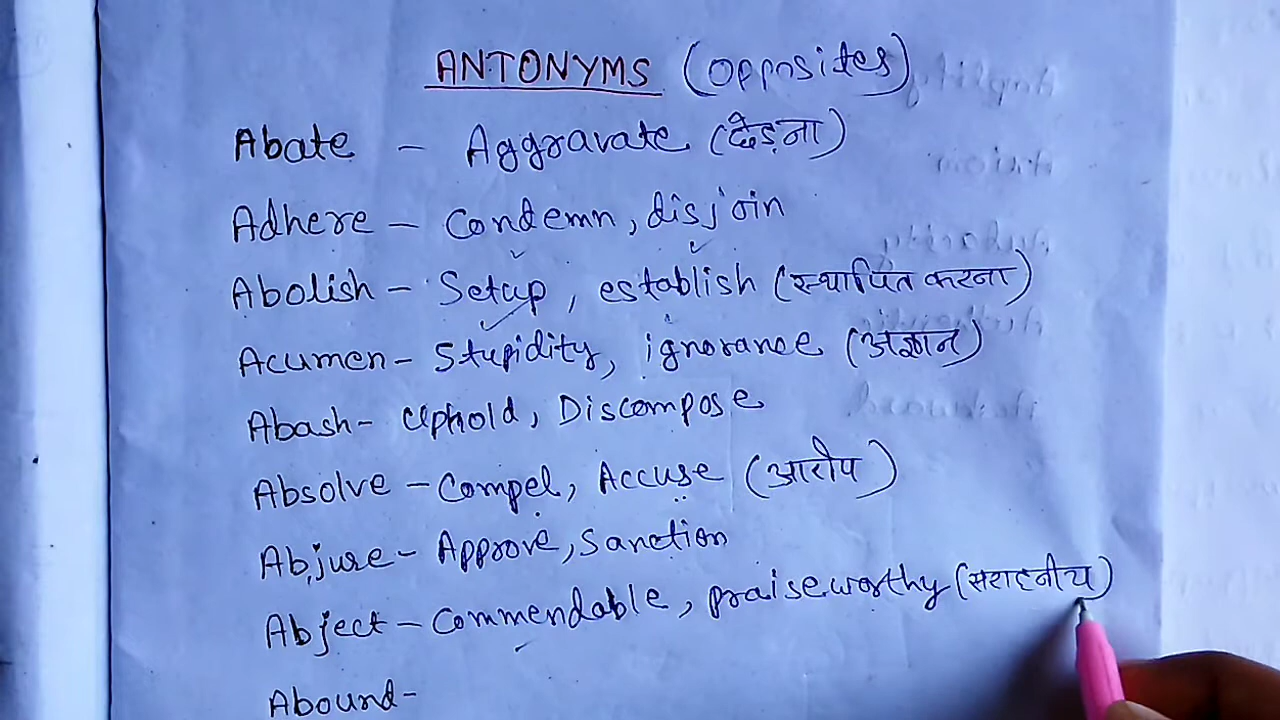 ANTONYMS (Opposites)
Abate - Aggravate (छेड़ना)
Adhere - Condemn, disjoin
Abolish - Setup, establish (स्थापित करना)
Acumen - Stupidity, ignorance (अज्ञान)
Abash - Uphold, Discompose
Absolve - Compel, Accuse (आरोप)
Abjure - Approve, Sanction
Abject - Commendable, praiseworthy (सराहनीय)
Abound -